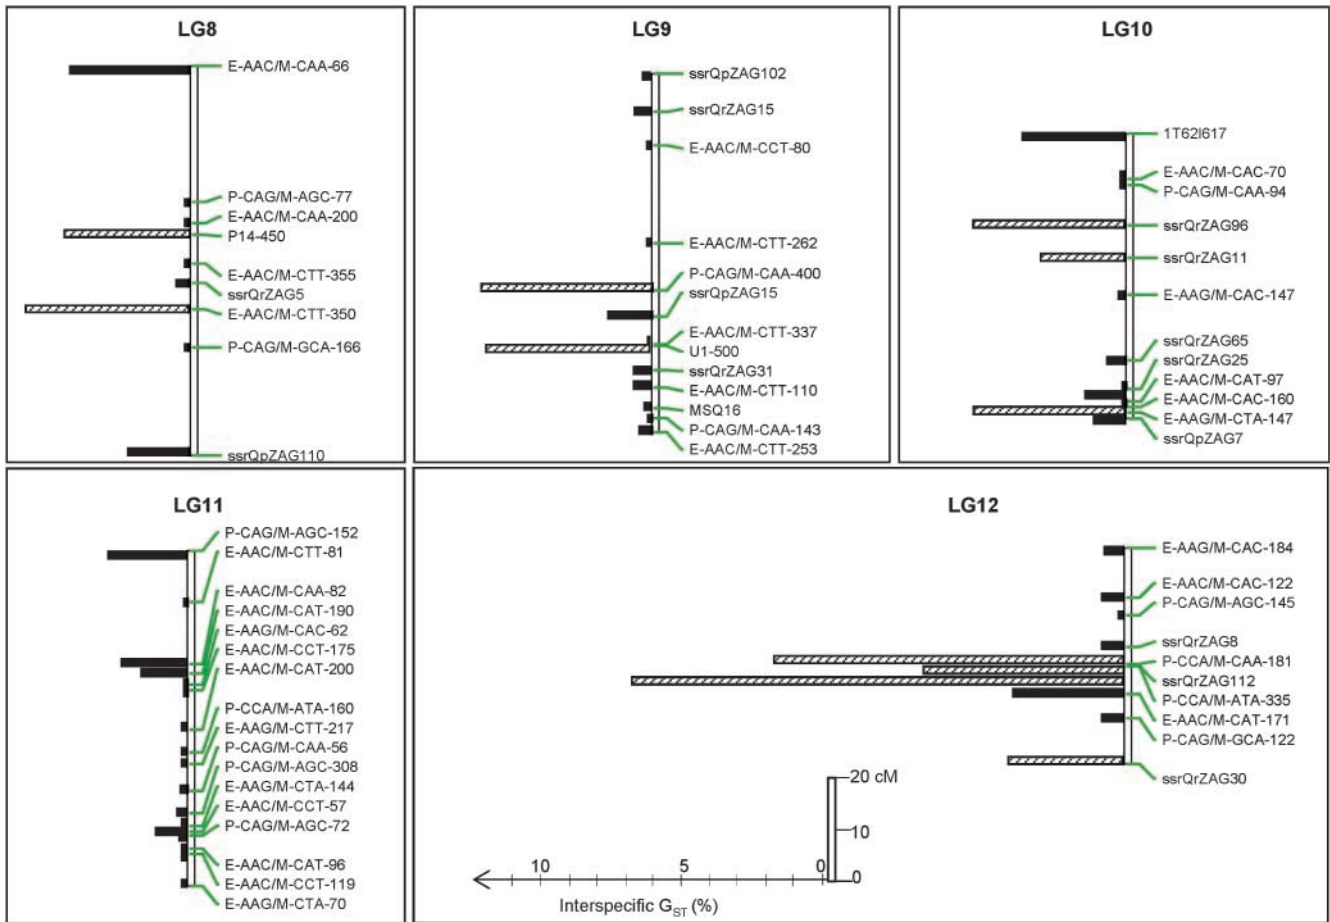 LG8
E-AAC/M-CAA-66
P-CAG/M-AGC-77
E-AAC/M-CAA-200
P14-450
E-AAC/M-CTT-355
ssrQrZAG5
E-AAC/M-CTT-350
P-CAG/M-GCA-166
ssrQpZAG110
LG9
ssrQpZAG102
ssrQrZAG15
E-AAC/M-CCT-80
E-AAC/M-CTT-262
P-CAG/M-CAA-400
ssrQpZAG15
E-AAC/M-CTT-337
U1-500
ssrQrZAG31
E-AAC/M-CTT-110
MSQ16
P-CAG/M-CAA-143
E-AAC/M-CTT-253
LG10
1T62I617
E-AAC/M-CAC-70
P-CAG/M-CAA-94
ssrQrZAG96
ssrQrZAG11
E-AAG/M-CAC-147
ssrQrZAG65
ssrQrZAG25
E-AAC/M-CAT-97
E-AAC/M-CAC-160
E-AAG/M-CTA-147
ssrQpZAG7
LG11
P-CAG/M-AGC-152
E-AAC/M-CTT-81
E-AAC/M-CAA-82
E-AAC/M-CAT-190
E-AAG/M-CAC-62
E-AAC/M-CCT-175
E-AAC/M-CAT-200
P-CCA/M-ATA-160
E-AAG/M-CTT-217
P-CAG/M-CAA-56
P-CAG/M-AGC-308
E-AAG/M-CTA-144
E-AAC/M-CCT-57
P-CAG/M-AGC-72
E-AAC/M-CAT-96
E-AAC/M-CCT-119
E-AAG/M-CTA-70
LG12
E-AAG/M-CAC-184
E-AAC/M-CAC-122
P-CAG/M-AGC-145
ssrQrZAG8
P-CCA/M-CAA-181
ssrQrZAG112
P-CCA/M-ATA-335
E-AAC/M-CAT-171
P-CAG/M-GCA-122
ssrQrZAG30
20 cM
10
0
10 5 0
Interspecific GST (%)